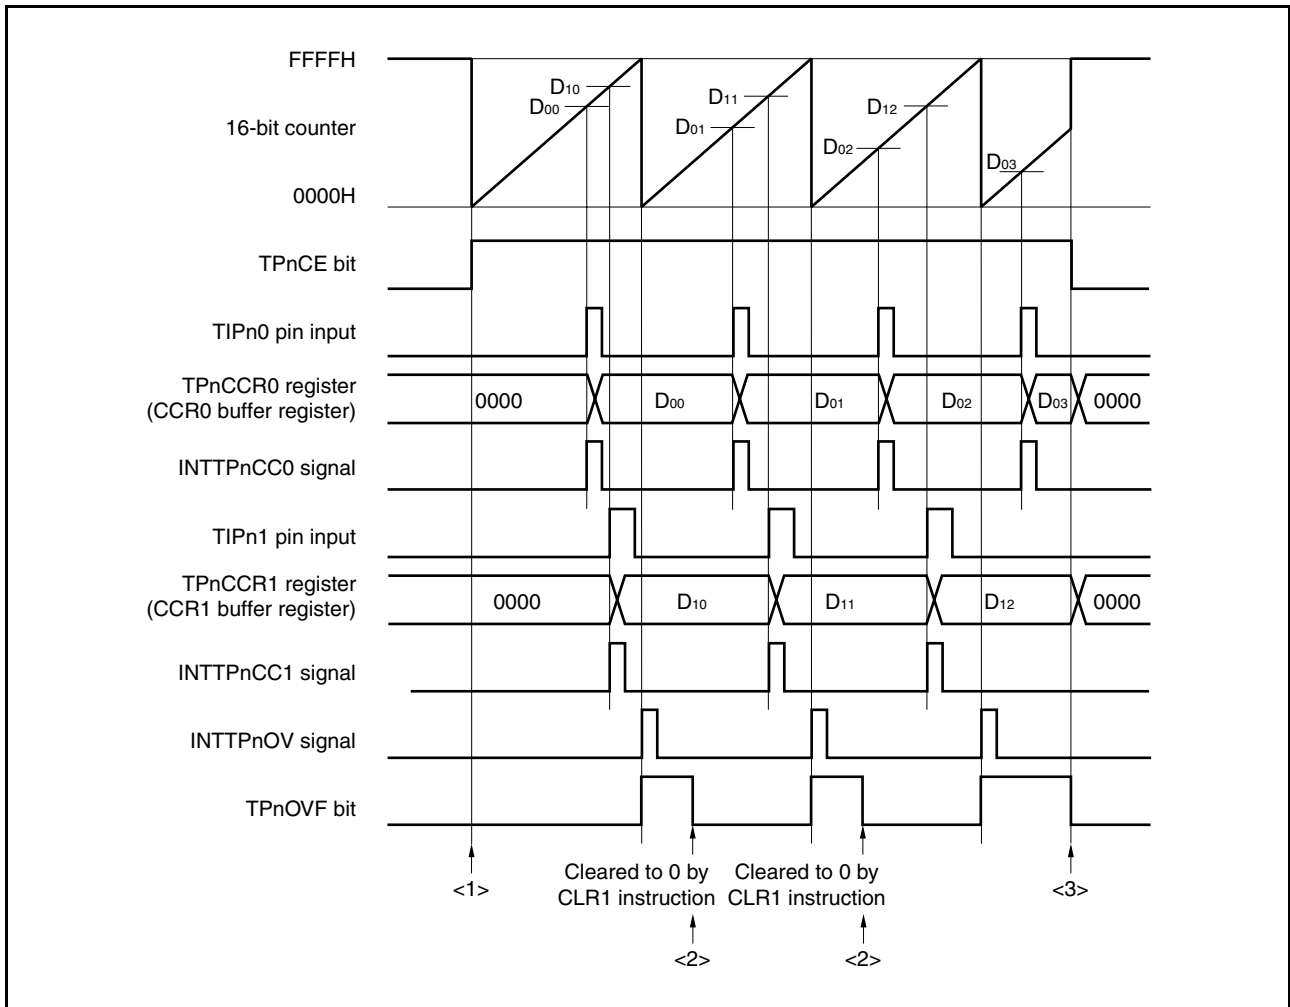 FFFFH
D10
D00
D11
D01
D12
D02
D03
16-bit counter
0000H
TPnCE bit
TIPn0 pin input
TPnCCR0 register
(CCR0 buffer register)
0000 D00 D01 D02 D03 0000
INTTPnCC0 signal
TIPn1 pin input
TPnCCR1 register
(CCR1 buffer register)
0000 D10 D11 D12 0000
INTTPnCC1 signal
INTTPnOV signal
TPnOVF bit
<1>
Cleared to 0 by
CLR1 instruction
<2>
Cleared to 0 by
CLR1 instruction
<2>
<3>